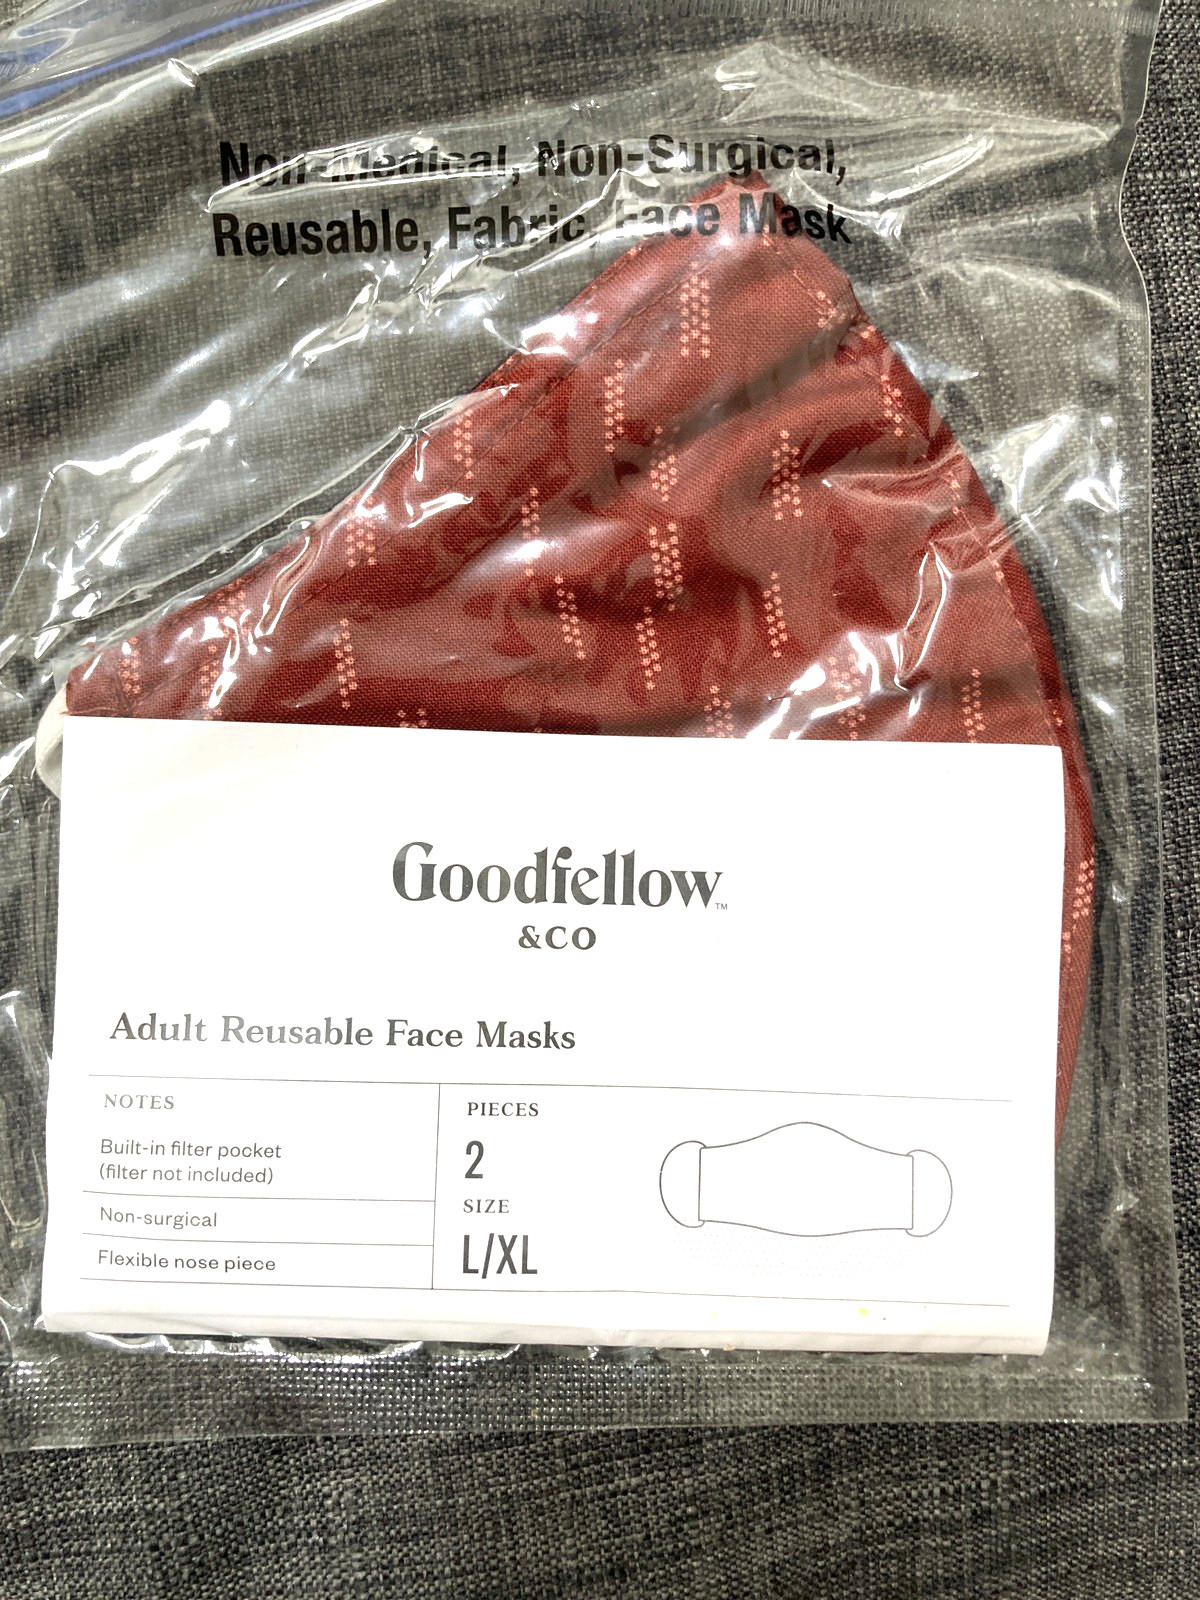 Non-Medical, Non-Surgical,
Reusable, Fabric, Face Mask
Goodfellow™
&CO
Adult Reusable Face Masks
NOTES
Built-in filter pocket
(filter not included)
Non-surgical
Flexible nose piece
PIECES
2
SIZE
L/XL